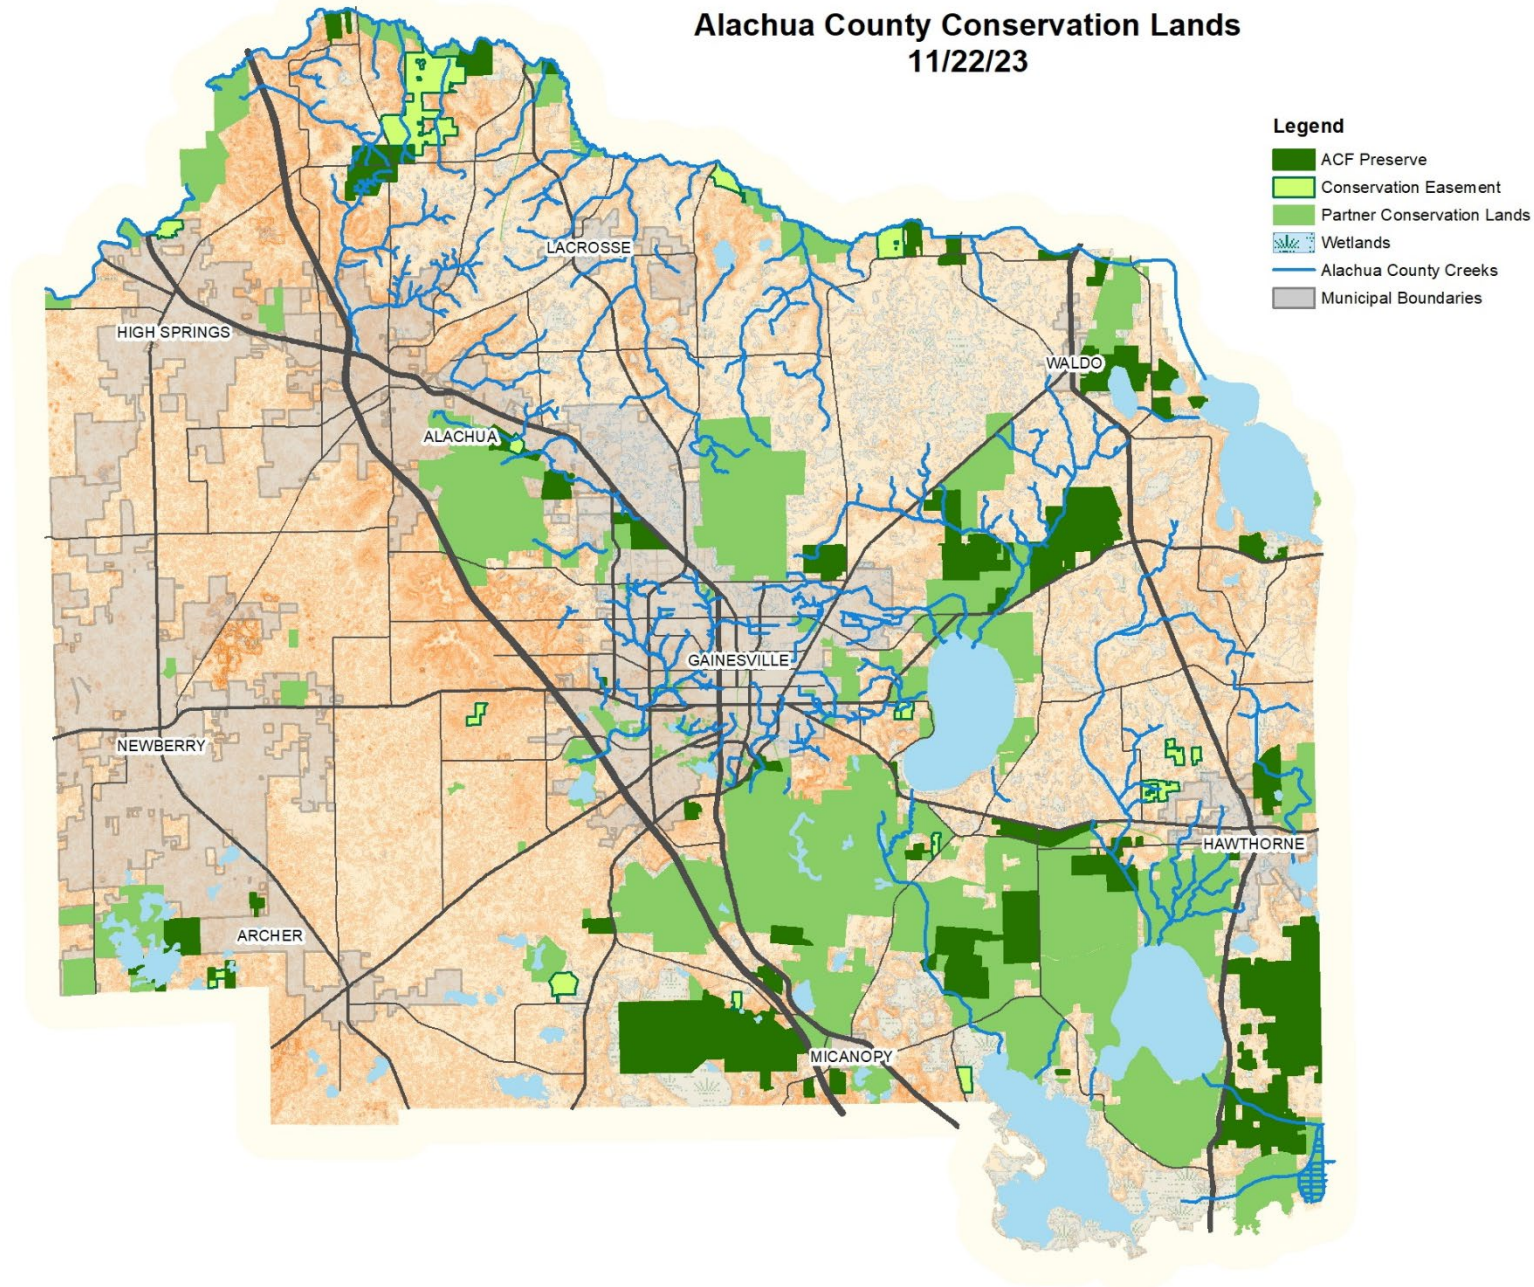 Alachua County Conservation Lands
11/22/23
Legend
ACF Preserve
Conservation Easement
Partner Conservation Lands
Wetlands
Alachua County Creeks
Municipal Boundaries
LACROSSE
HIGH SPRINGS
WALDO
ALACHUA
GAINESVILLE
NEWBERRY
HAWTHORNE
ARCHER
MICANOPY